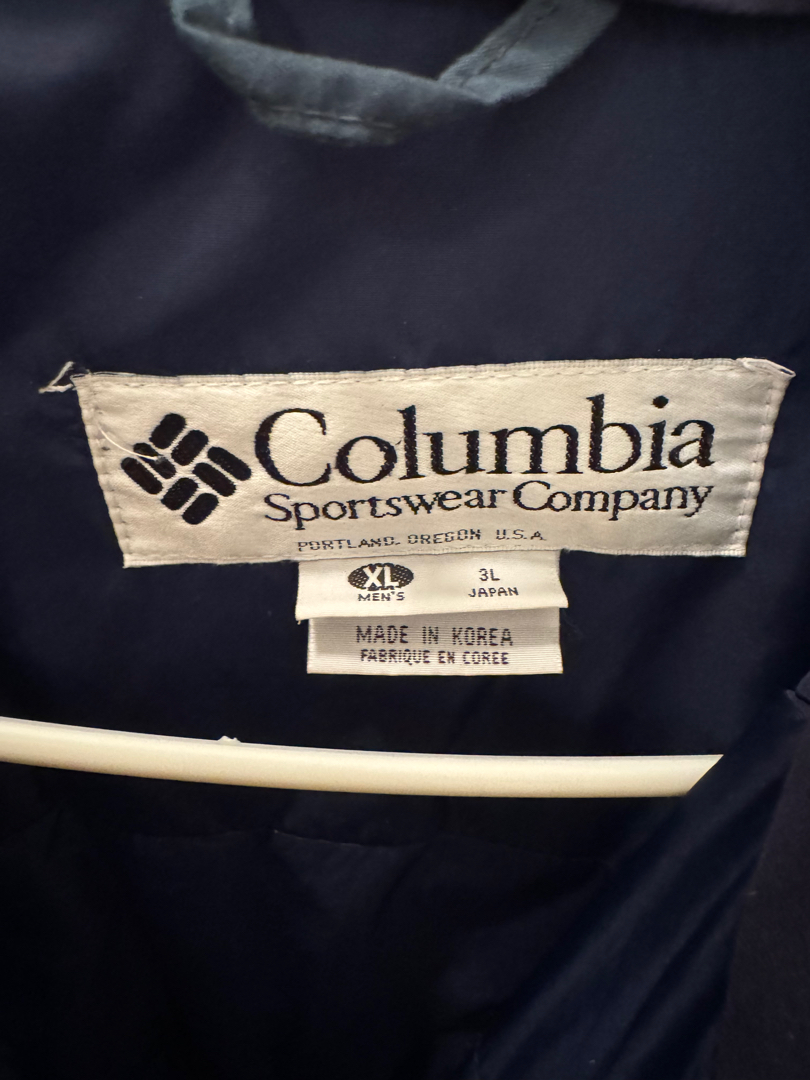 Columbia
Sportswear Company
PORTLAND. OREGON U.S.A.
XL 3L
MEN'S JAPAN
MADE IN KOREA
FABRIQUE EN COREE